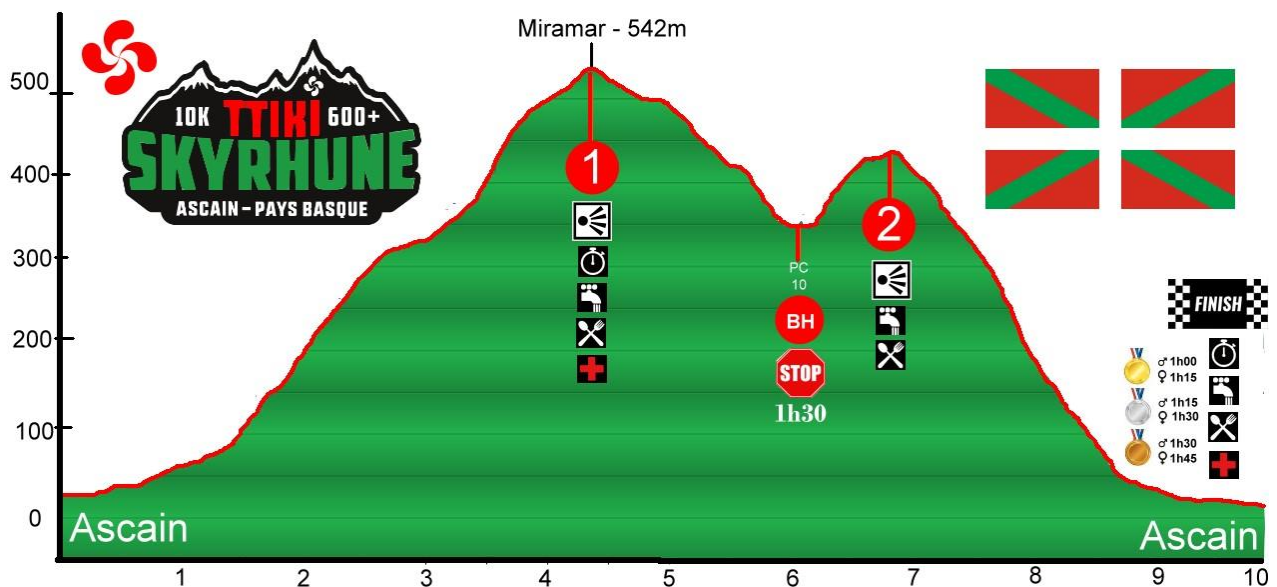 Miramar - 542m
10K TTIKI 600+
SKYRHUNE
ASCAIN – PAYS BASQUE
500
400
300
200
100
0
1
2
PC
10
BH
STOP
1h30
FINISH
♂ 1h00
♀ 1h15
♂ 1h15
♀ 1h30
♂ 1h30
♀ 1h45
Ascain
Ascain
1 2 3 4 5 6 7 8 9 10